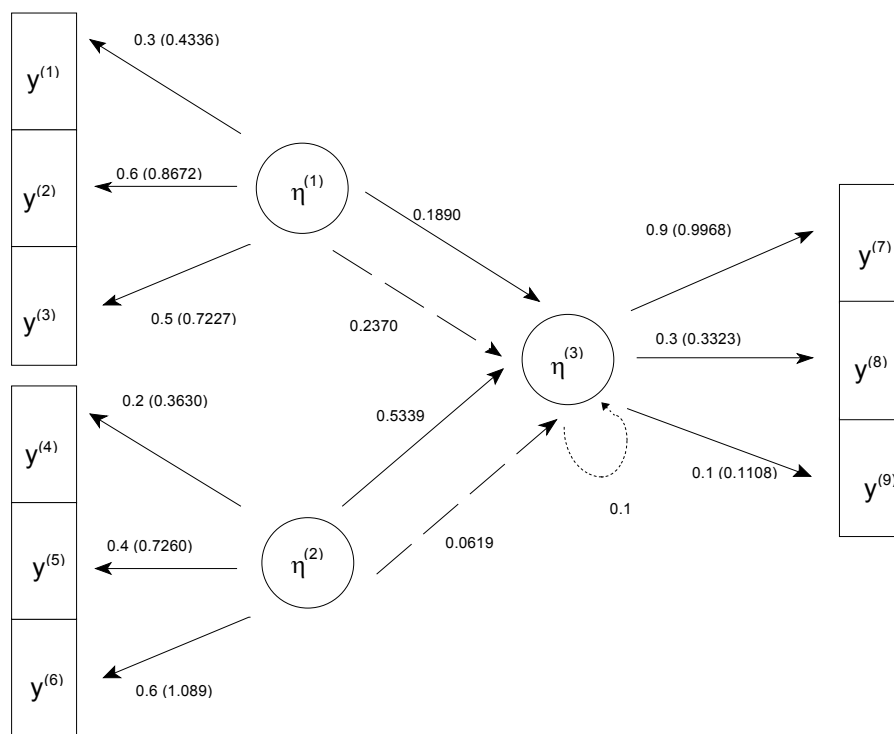 0.3 (0.4336)
y(1)
0.6 (0.8672)
y(2)
η(1)
0.1890
0.9 (0.9968)
y(7)
0.5 (0.7227)
y(3)
0.2370
η(3)
0.3 (0.3323)
y(8)
0.2 (0.3630)
y(4)
0.5339
0.1 (0.1108)
y(9)
0.1
0.4 (0.7260)
y(5)
η(2)
0.0619
0.6 (1.089)
y(6)